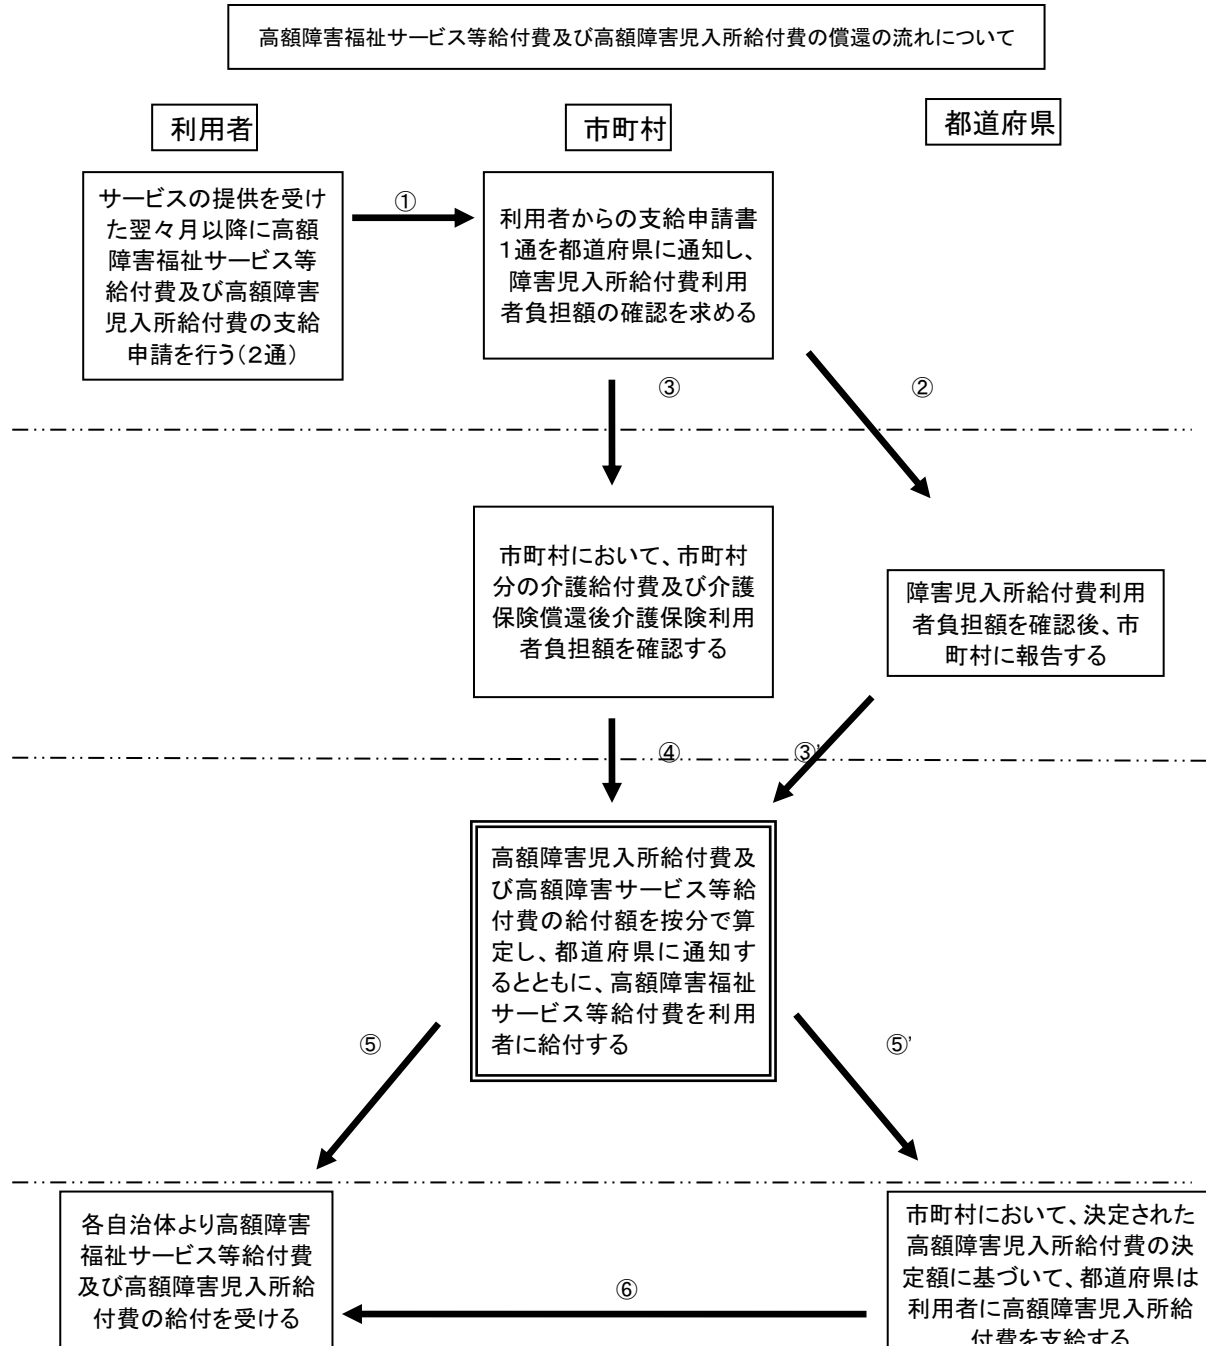 高額障害福祉サービス等給付費及び高額障害児入所給付費の償還の流れについて
利用者
市町村
都道府県
サービスの提供を受け
た翌々月以降に高額
障害福祉サービス等
給付費及び高額障害
児入所給付費の支給
申請を行う(2通)
①
利用者からの支給申請書
1通を都道府県に通知し、
障害児入所給付費利用
者負担額の確認を求める
③
②
市町村において、市町村
分の介護給付費及び介護
保険償還後介護保険利用
者負担額を確認する
障害児入所給付費利用
者負担額を確認後、市
町村に報告する
④
③'
高額障害児入所給付費及
び高額障害サービス等給
付費の給付額を按分で算
定し、都道府県に通知す
るとともに、高額障害福祉
サービス等給付費を利用
者に給付する
⑤
⑤'
各自治体より高額障害
福祉サービス等給付費
及び高額障害児入所給
付費の給付を受ける
⑥
市町村において、決定された
高額障害児入所給付費の決
定額に基づいて、都道府県は
利用者に高額障害児入所給
付費を支給する